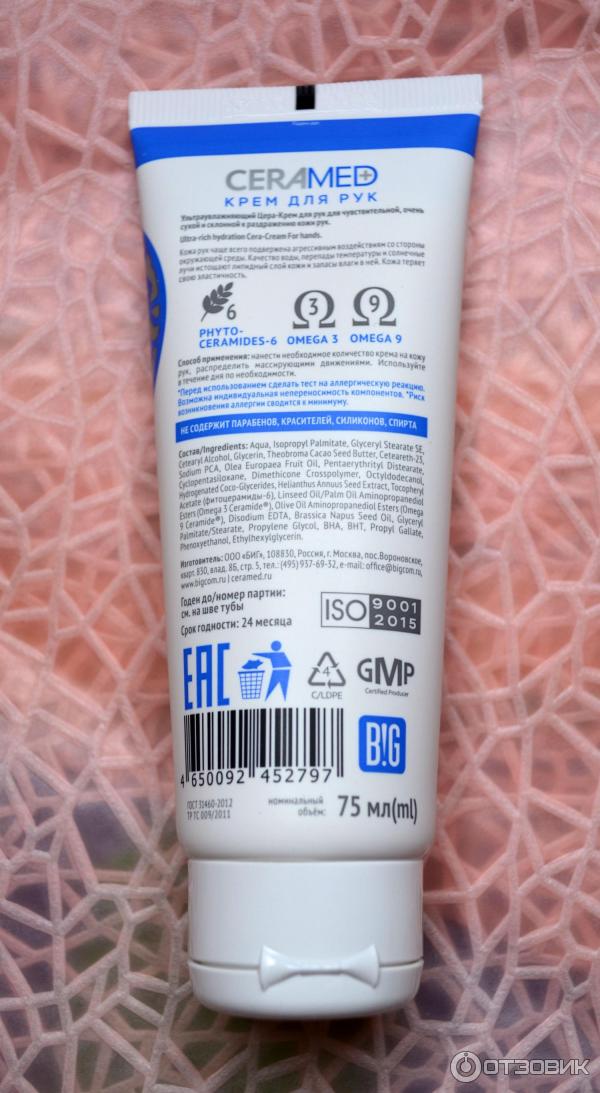 CERAMED
КРЕМ ДЛЯ РУК
Ультраувлажняющий Цера-Крем для рук для чувствительной, очень
сухой и склонной к раздражению кожи рук.
Ultra-rich hydration Cera-Cream For hands.
Кожа рук чаще всего подвержена агрессивным воздействиям со стороны
окружающей среды. Качество воды, перепады температуры и солнечные
лучи истощают липидный слой кожи и запасы влаги в ней. Кожа теряет
свою эластичность.
6
3
9
PHYTO-
CERAMIDES-6 OMEGA 3 OMEGA 9
Способ применения: нанести необходимое количество крема на кожу
рук, распределить массирующими движениями. Используйте
в течение дня по необходимости.
*Перед использованием сделать тест на аллергическую реакцию.
Возможна индивидуальная непереносимость компонентов. *Риск
возникновения аллергии сводится к минимуму.
НЕ СОДЕРЖИТ ПАРАБЕНОВ, КРАСИТЕЛЕЙ, СИЛИКОНОВ, СПИРТА
Состав/Ingredients: Aqua, Isopropyl Palmitate, Glyceryl Stearate SE,
Cetearyl Alcohol, Glycerin, Theobroma Cacao Seed Butter, Ceteareth-23,
Sodium PCA, Olea Europaea Fruit Oil, Pentaerythrityl Distearate,
Cyclopentasiloxane, Dimethicone Crosspolymer, Octyldodecanol,
Hydrogenated Coco-Glycerides, Helianthus Annuus Seed Extract, Tocopheryl
Acetate (фитоцерамиды-6), Linseed Oil/Palm Oil Aminopropanediol
Esters (Omega 3 Ceramide®), Olive Oil Aminopropanediol Esters (Omega
9 Ceramide®), Disodium EDTA, Brassica Napus Seed Oil, Glyceryl
Palmitate/Stearate, Propylene Glycol, BHA, BHT, Propyl Gallate,
Phenoxyethanol, Ethylhexylglycerin.
Изготовитель: ООО «БИГ», 108830, Россия, г. Москва, пос. Вороновское,
кварт. 830, влад. 8Б, стр. 5, тел.: (495) 937-69-32, e-mail: office@bigcom.ru,
www.bigcom.ru | ceramed.ru
Годен до/номер партии:
см. на шве тубы
Срок годности: 24 месяца
ISO 9001
2015
EAC
4
C/LDPE
GMP
Certified Producer
B!G
4 650092 452797
ГОСТ 31460-2012
ТР ТС 009/2011
номинальный
объём:
75 мл(ml)
ОТЗОВИК